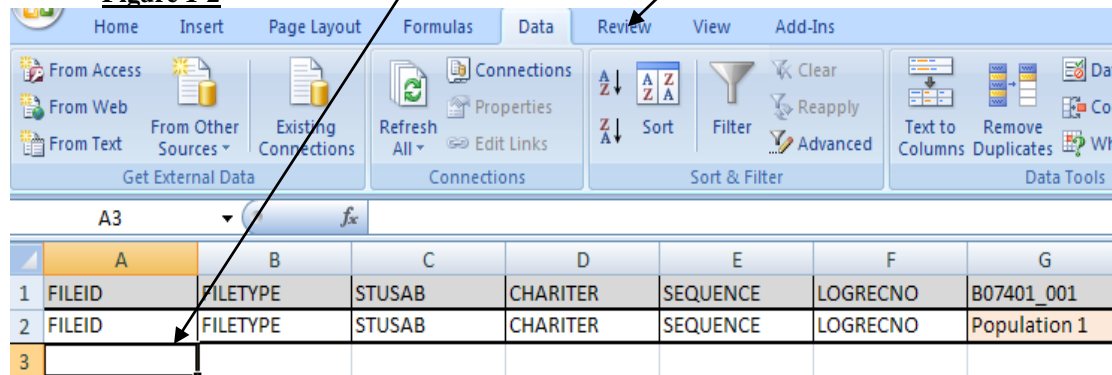 Figure 1-2
Home Insert Page Layout Formulas Data Review View Add-Ins
From Access
From Web
From Text
From Other Sources
Existing Connections
Get External Data
Refresh All
Connections
Properties
Edit Links
Connections
A Z
Z A
A Z
Z A
Sort
Filter
Clear
Reapply
Advanced
Sort & Filter
Text to Columns
Remove Duplicates
Data Tools
A3 fx
A B C D E F G
1 FILEID FILETYPE STUSAB CHARITER SEQUENCE LOGRECNO B07401_001
2 FILEID FILETYPE STUSAB CHARITER SEQUENCE LOGRECNO Population 1
3